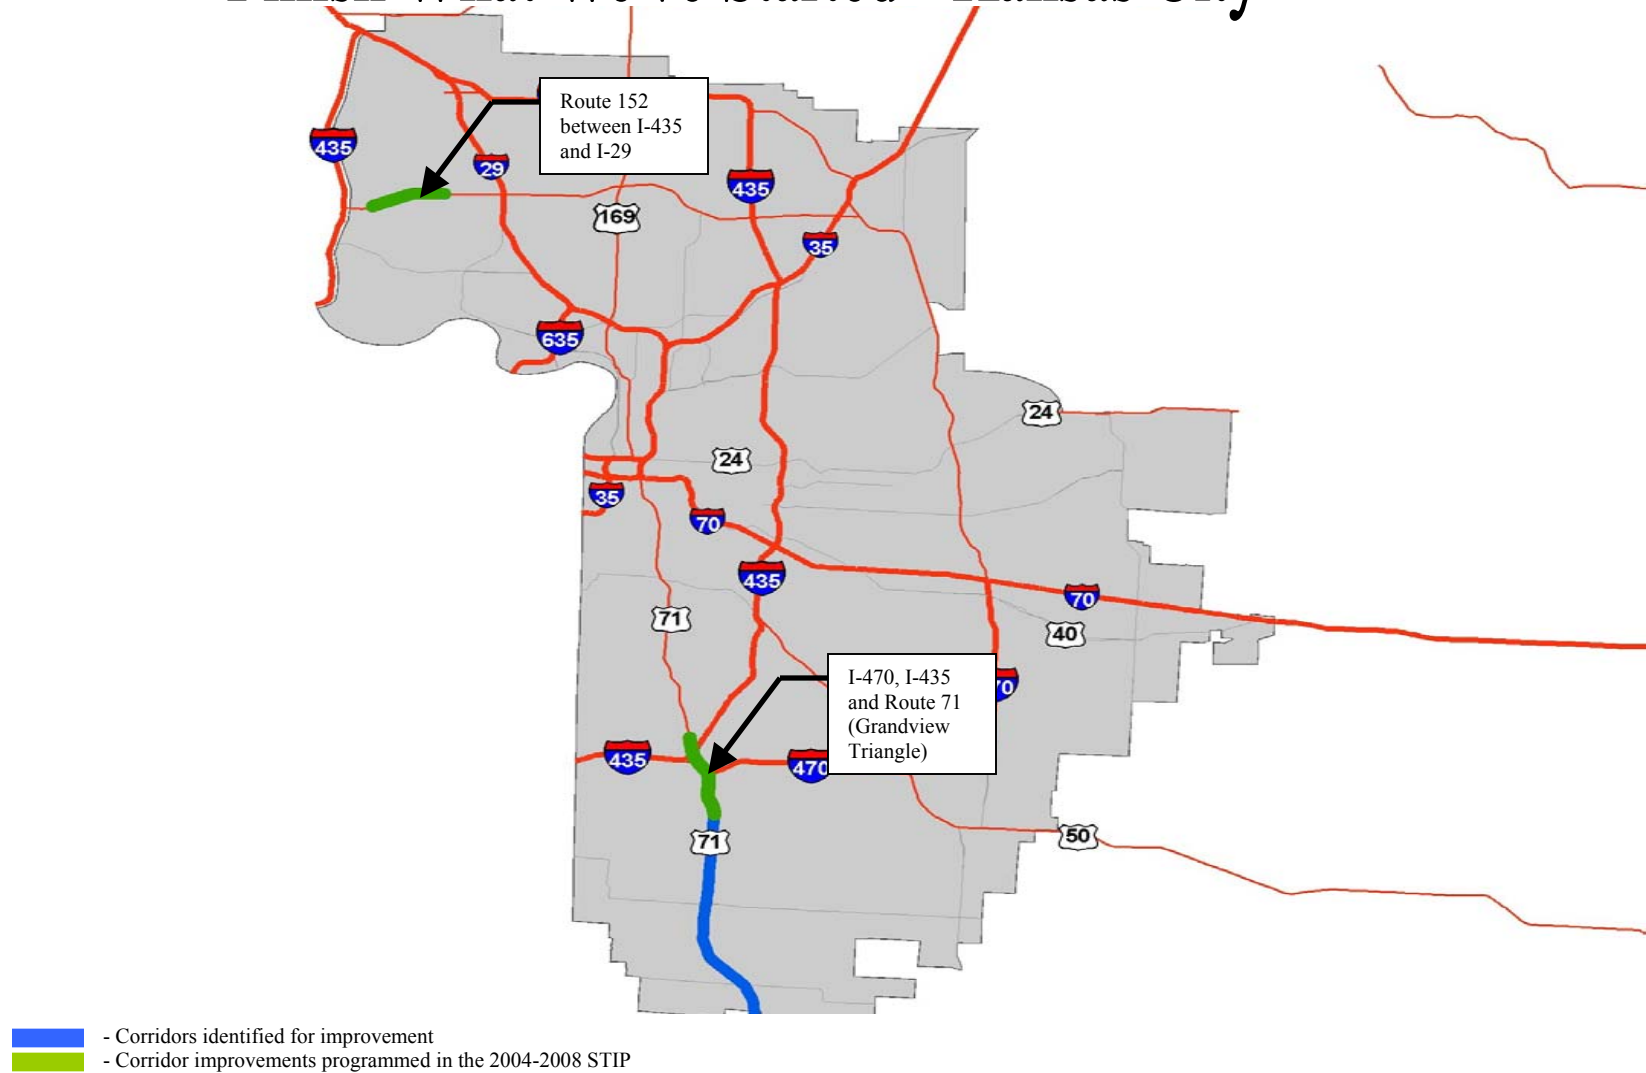 Route 152
between I-435
and I-29
435
29
435
169
35
635
24
24
35
70
435
70
71
40
I-470, I-435
and Route 71
(Grandview
Triangle)
70
435
470
50
71
- Corridors identified for improvement
- Corridor improvements programmed in the 2004-2008 STIP